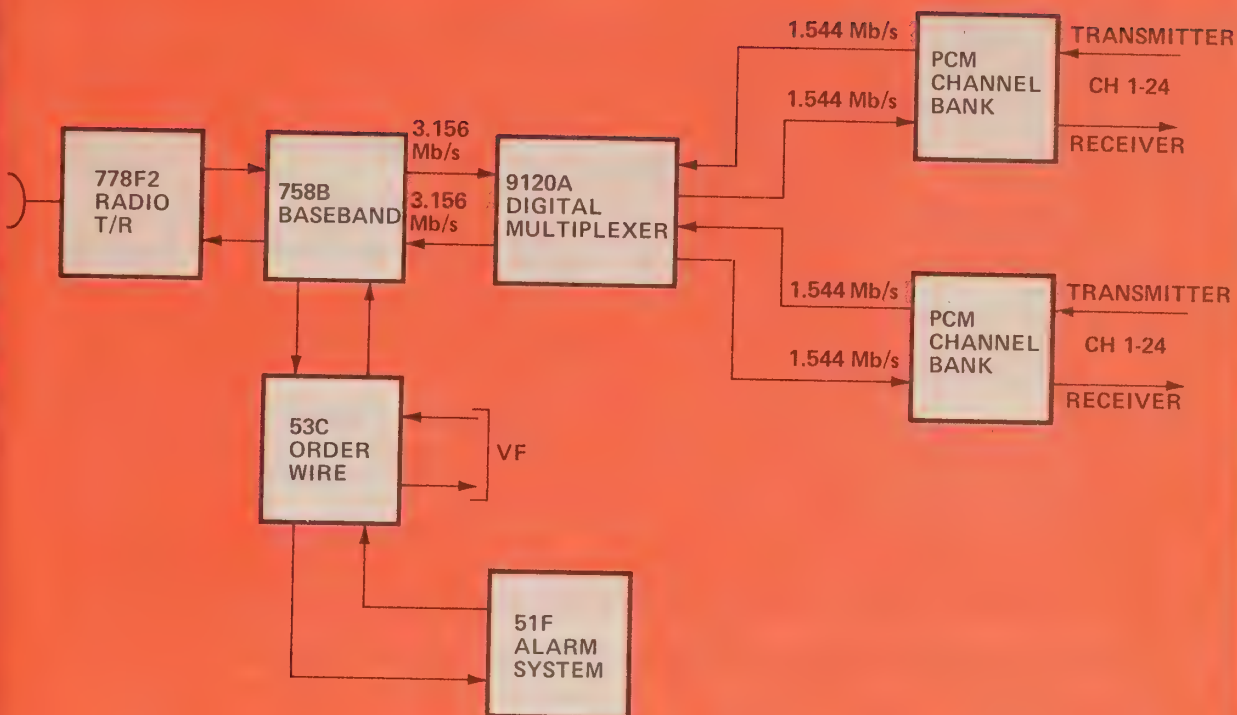 1.544 Mb/s
PCM
CHANNEL
BANK
TRANSMITTER
CH 1-24
RECEIVER
1.544 Mb/s
778F2
RADIO
T/R
758B
BASEBAND
3.156
Mb/s
3.156
Mb/s
9120A
DIGITAL
MULTIPLEXER
1.544 Mb/s
PCM
CHANNEL
BANK
TRANSMITTER
CH 1-24
RECEIVER
1.544 Mb/s
53C
ORDER
WIRE
VF
51F
ALARM
SYSTEM